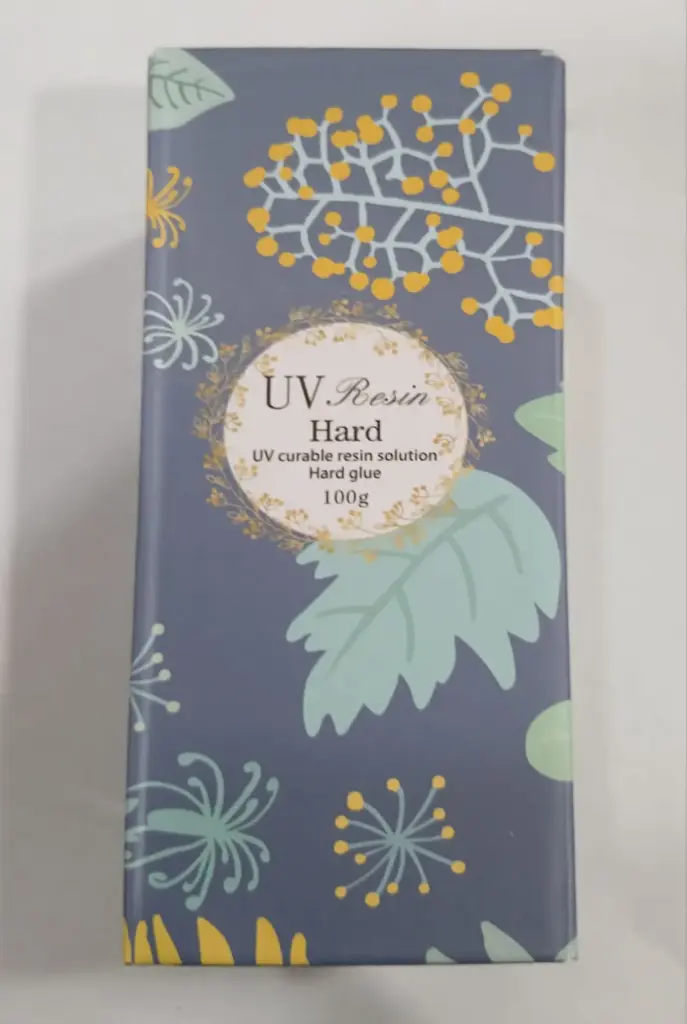 UV Resin
Hard
UV curable resin solution
Hard glue
100g